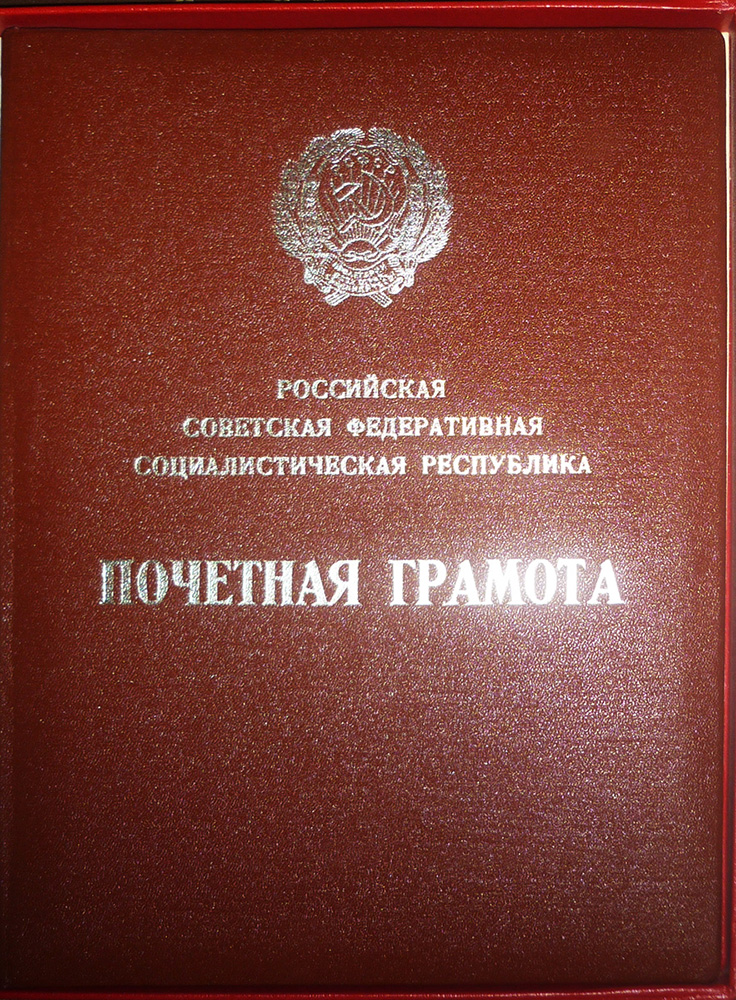 РОССИЙСКАЯ
СОВЕТСКАЯ ФЕДЕРАТИВНАЯ
СОЦИАЛИСТИЧЕСКАЯ РЕСПУБЛИКА
ПОЧЕТНАЯ ГРАМОТА